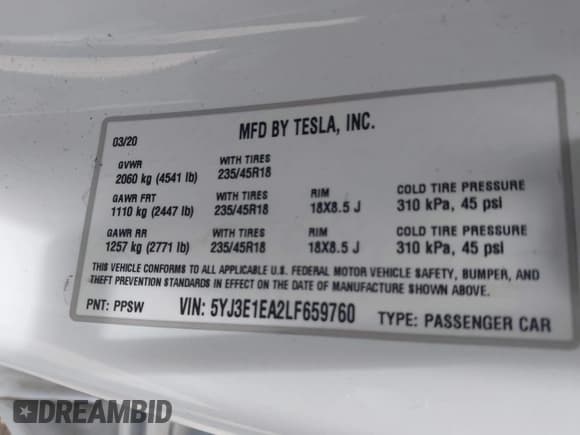 03/20 MFD BY TESLA, INC.
GVWR WITH TIRES
2060 kg (4541 lb) 235/45R18
GAWR FRT WITH TIRES RIM COLD TIRE PRESSURE
1110 kg (2447 lb) 235/45R18 18X8.5 J 310 kPa, 45 psi
GAWR RR WITH TIRES RIM COLD TIRE PRESSURE
1257 kg (2771 lb) 235/45R18 18X8.5 J 310 kPa, 45 psi
THIS VEHICLE CONFORMS TO ALL APPLICABLE U.S. FEDERAL MOTOR VEHICLE SAFETY, BUMPER, AND
THEFT PREVENTION STANDARDS IN EFFECT ON THE DATE OF MANUFACTURE SHOWN ABOVE.
PNT: PPSW VIN: 5YJ3E1EA2LF659760 TYPE: PASSENGER CAR
DREAMBID